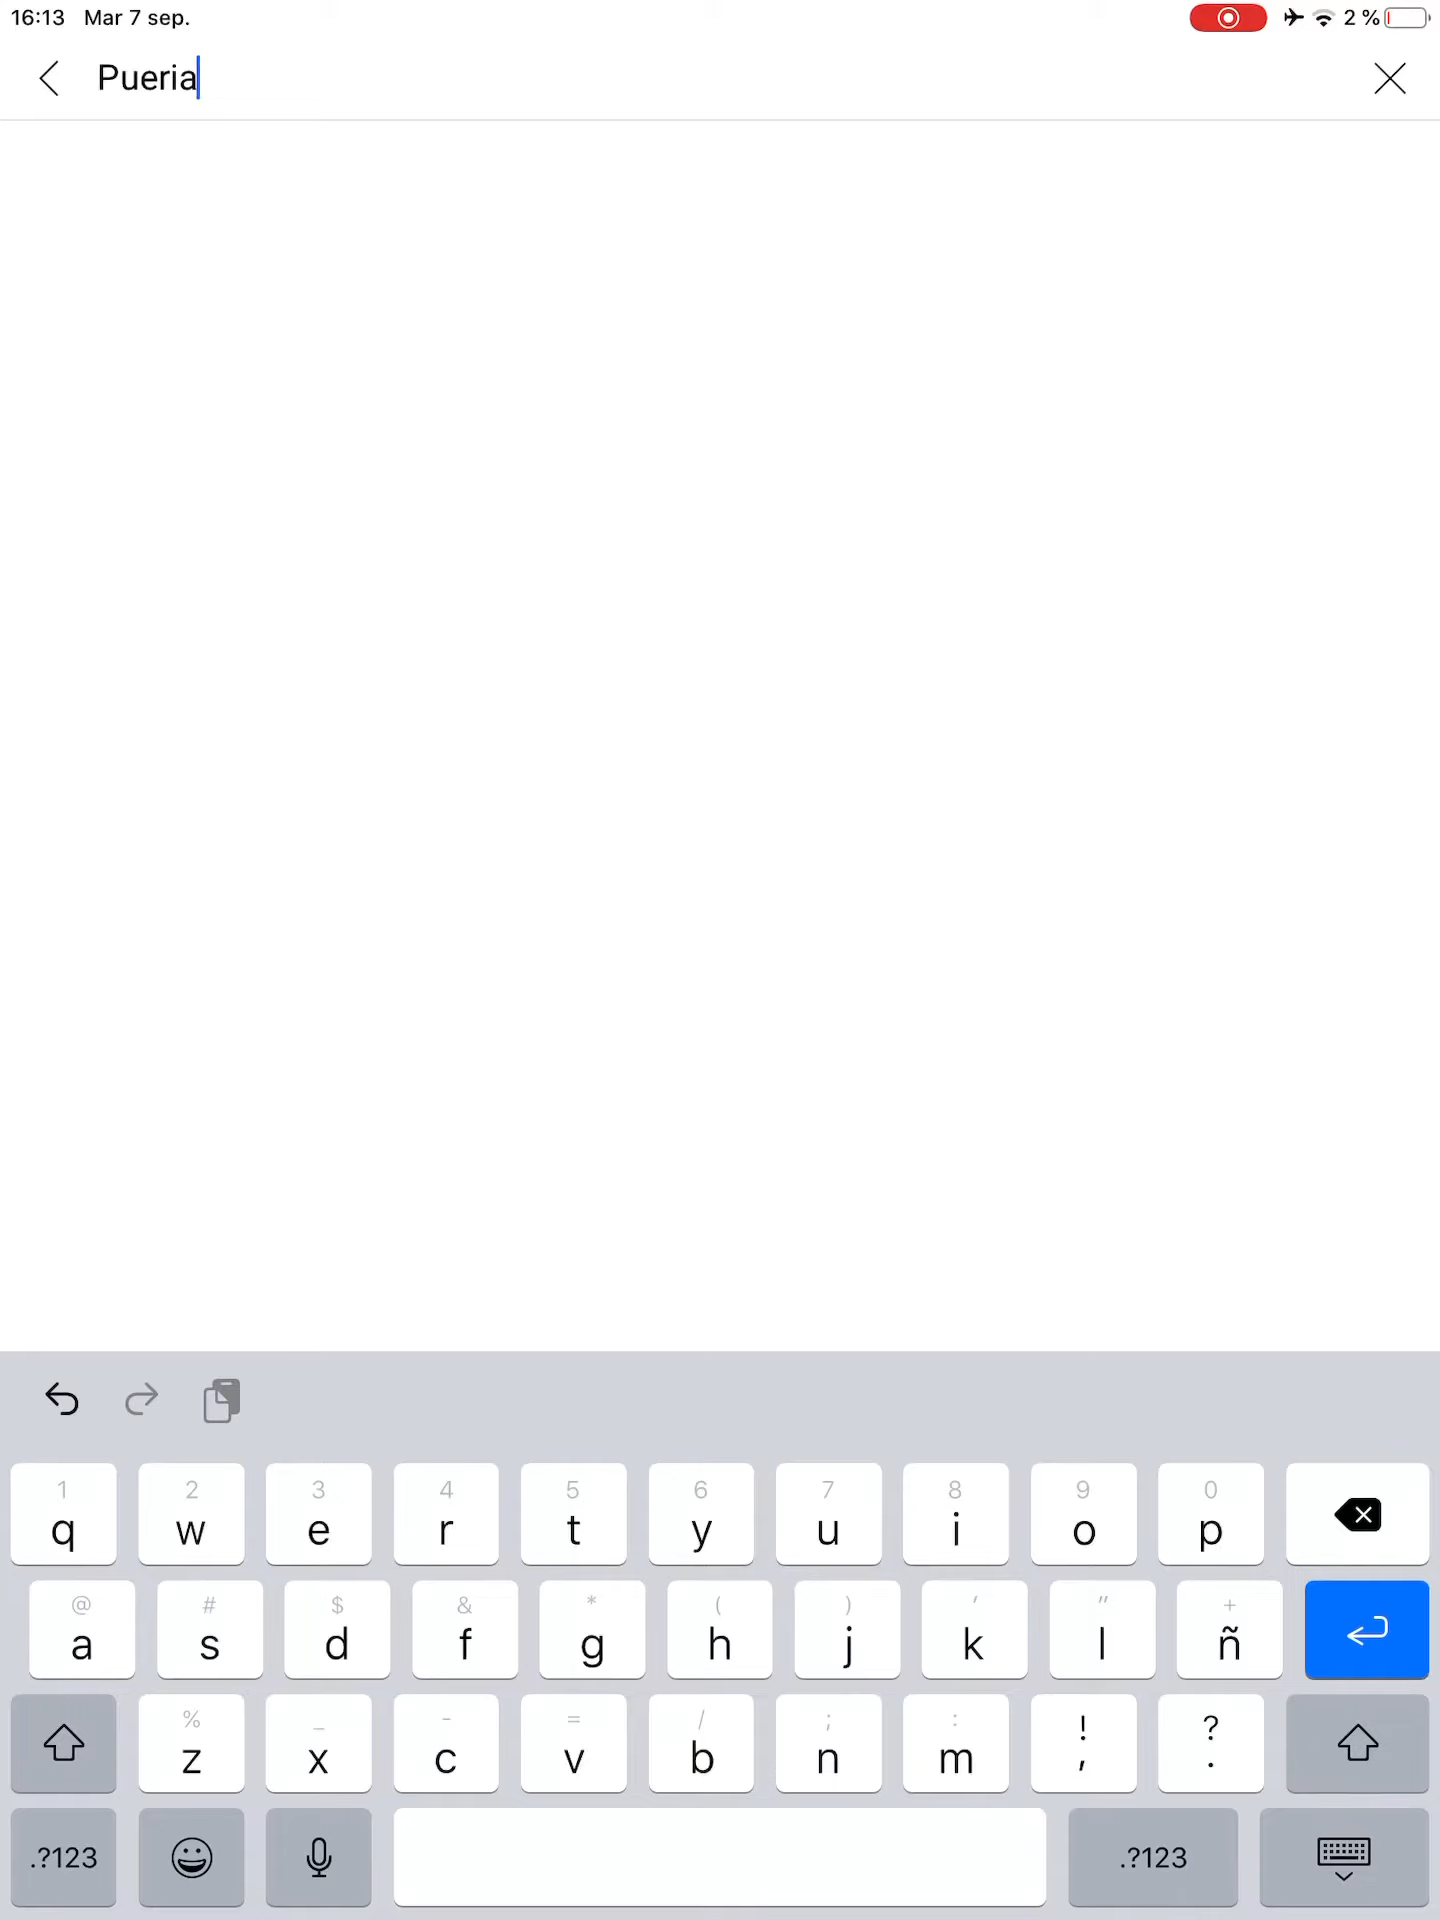 16:13 Mar 7 sep. 2 %
Pueria
1 2 3 4 5 6 7 8 9 0
q w e r t y u i o p
@ # $ & * ( ) ' " +
a s d f g h j k l ñ
% _ - = / ; : ! ?
z x c v b n m , .
.?123 .?123